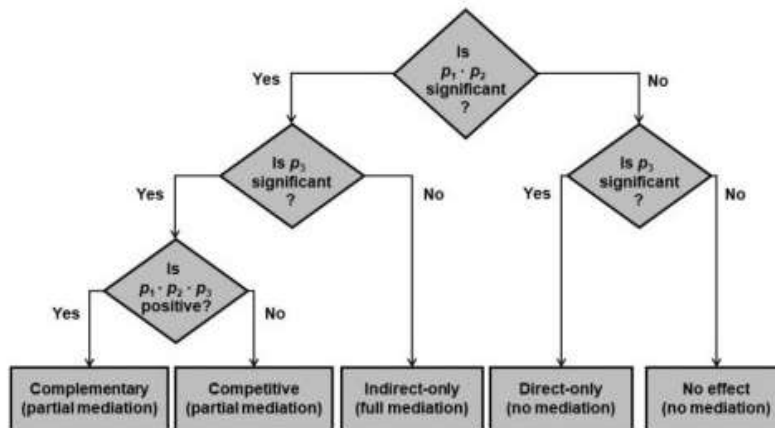 Is
p₁ · p₂
significant
?
Yes
No
Is p₃
significant
?
Is p₃
significant
?
Yes
No
Yes
No
Is
p₁ · p₂ · p₃
positive?
Yes
No
Complementary
(partial mediation)
Competitive
(partial mediation)
Indirect-only
(full mediation)
Direct-only
(no mediation)
No effect
(no mediation)